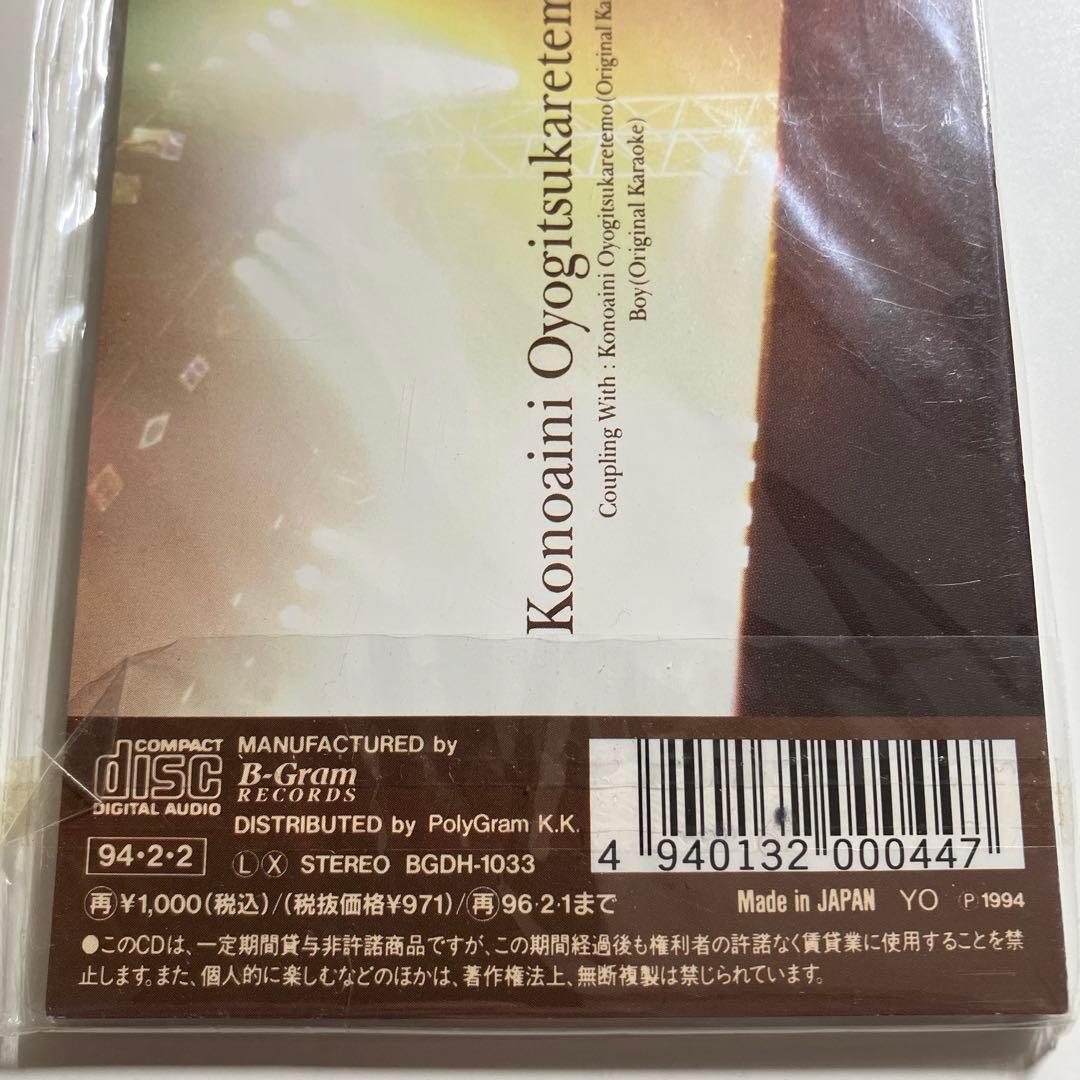 Konoaini Oyogitsukaretem
Coupling With : Konoaini Oyogitsukaretemo(Original Ka
Boy(Original Karaoke)
COMPACT
disc
DIGITAL AUDIO
MANUFACTURED by
B-Gram
RECORDS
DISTRIBUTED by PolyGram K.K.
94・2・2
Ⓛ Ⓧ STEREO BGDH-1033
4 940132 000447
再¥1,000(税込)/(税抜価格¥971)/再96・2・1まで
Made in JAPAN YO Ⓟ1994
●このCDは、一定期間貸与非許諾商品ですが、この期間経過後も権利者の許諾なく賃貸業に使用することを禁
止します。また、個人的に楽しむなどのほかは、著作権法上、無断複製は禁じられています。